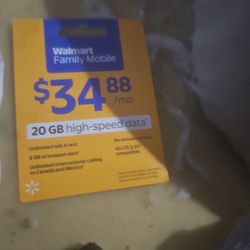 Walmart
Family Mobile
$34.88
/mo
20 GB high-speed data*
Unlimited talk & text
5 GB of hotspot data*
Unlimited international calling
to Canada and Mexico*
No annual contract
4G LTE & 5G*
compatible*